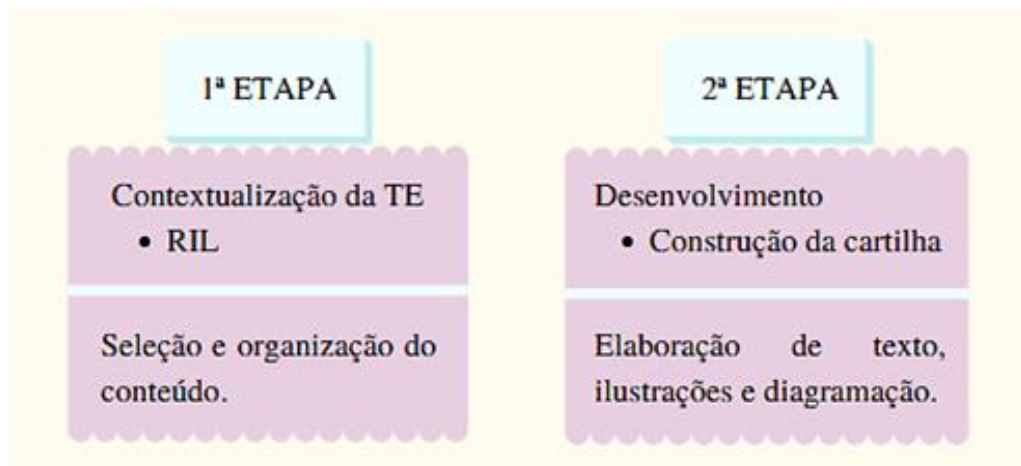 1ª ETAPA
Contextualização da TE
• RIL
Seleção e organização do
conteúdo.
2ª ETAPA
Desenvolvimento
• Construção da cartilha
Elaboração de texto,
ilustrações e diagramação.